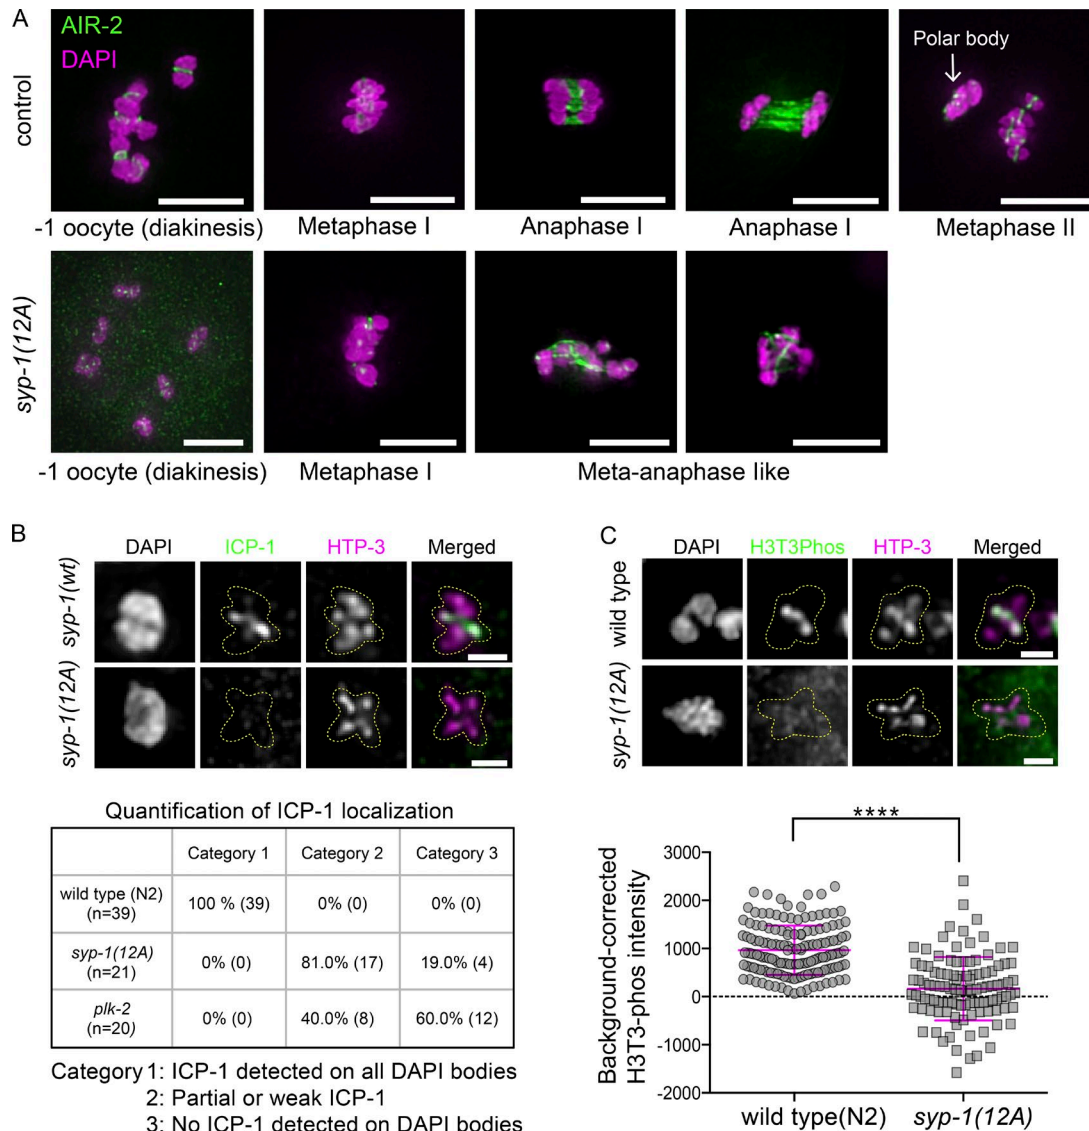 A
AIR-2
DAPI
control
Polar body
-1 oocyte (diakinesis)
Metaphase I
Anaphase I
Anaphase I
Metaphase II
syp-1(12A)
-1 oocyte (diakinesis)
Metaphase I
Meta-anaphase like
B
DAPI ICP-1 HTP-3 Merged
syp-1(wt)
syp-1(12A)
Quantification of ICP-1 localization
Category 1 Category 2 Category 3
wild type (N2) (n=39) 100 % (39) 0% (0) 0% (0)
syp-1(12A) (n=21) 0% (0) 81.0% (17) 19.0% (4)
plk-2 (n=20) 0% (0) 40.0% (8) 60.0% (12)
Category 1: ICP-1 detected on all DAPI bodies
2: Partial or weak ICP-1
3: No ICP-1 detected on DAPI bodies
C
DAPI H3T3Phos HTP-3 Merged
wild type
syp-1(12A)
****
Background-corrected
H3T3-phos intensity
3000
2000
1000
0
-1000
-2000
wild type(N2) syp-1(12A)